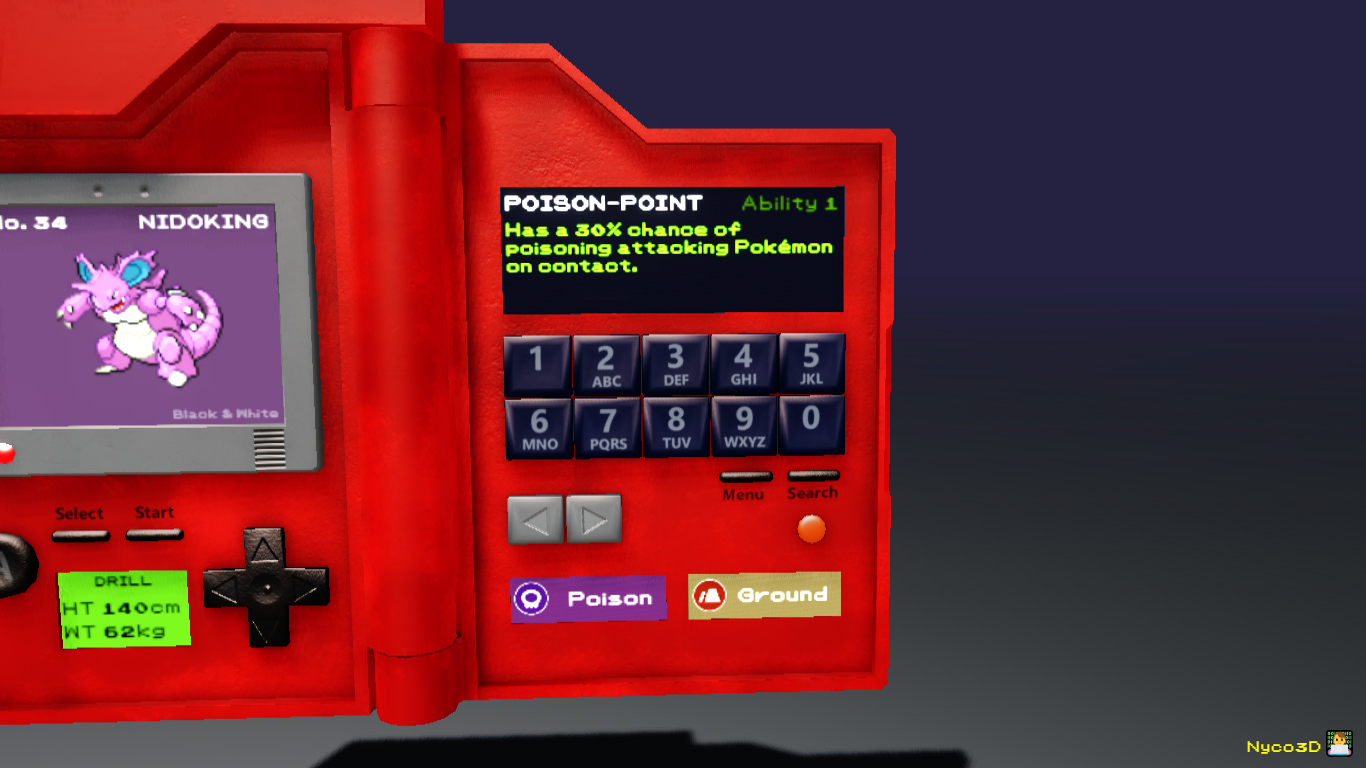 No. 34
NIDOKING
Black & White
Select
Start
A
DRILL
HT 140cm
WT 62kg
POISON-POINT
Ability 1
Has a 30% chance of
poisoning attacking Pokémon
on contact.
1
2
ABC
3
DEF
4
GHI
5
JKL
6
MNO
7
PQRS
8
TUV
9
WXYZ
0
Menu
Search
Poison
Ground
Nyco3D